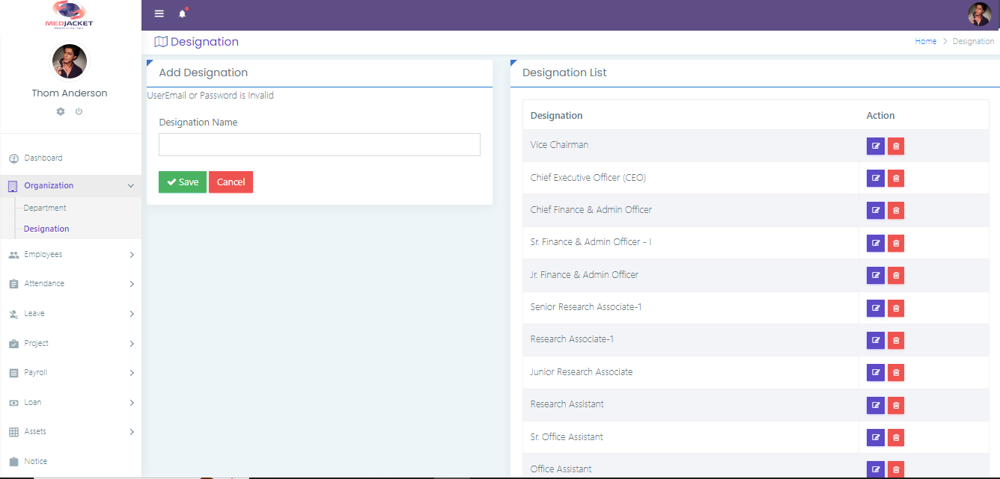 MEDJACKET
Thom Anderson
Dashboard
Organization
Department
Designation
Employees
Attendance
Leave
Project
Payroll
Loan
Assets
Notice
Designation
Home > Designation
Add Designation
UserEmail or Password is Invalid
Designation Name
Save Cancel
Designation List
Designation Action
Vice Chairman
Chief Executive Officer (CEO)
Chief Finance & Admin Officer
Sr. Finance & Admin Officer - I
Jr. Finance & Admin Officer
Senior Research Associate-1
Research Associate-1
Junior Research Associate
Research Assistant
Sr. Office Assistant
Office Assistant